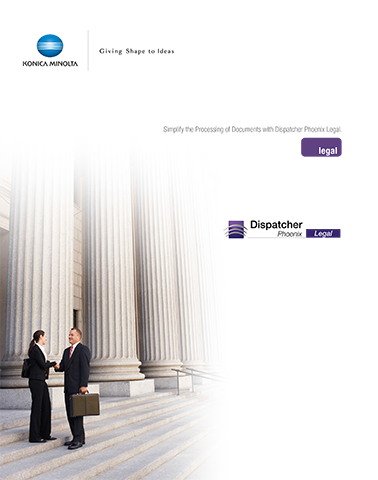 KONICA MINOLTA
Giving Shape to Ideas
Simplify the Processing of Documents with Dispatcher Phoenix Legal.
legal
Dispatcher
Phoenix Legal